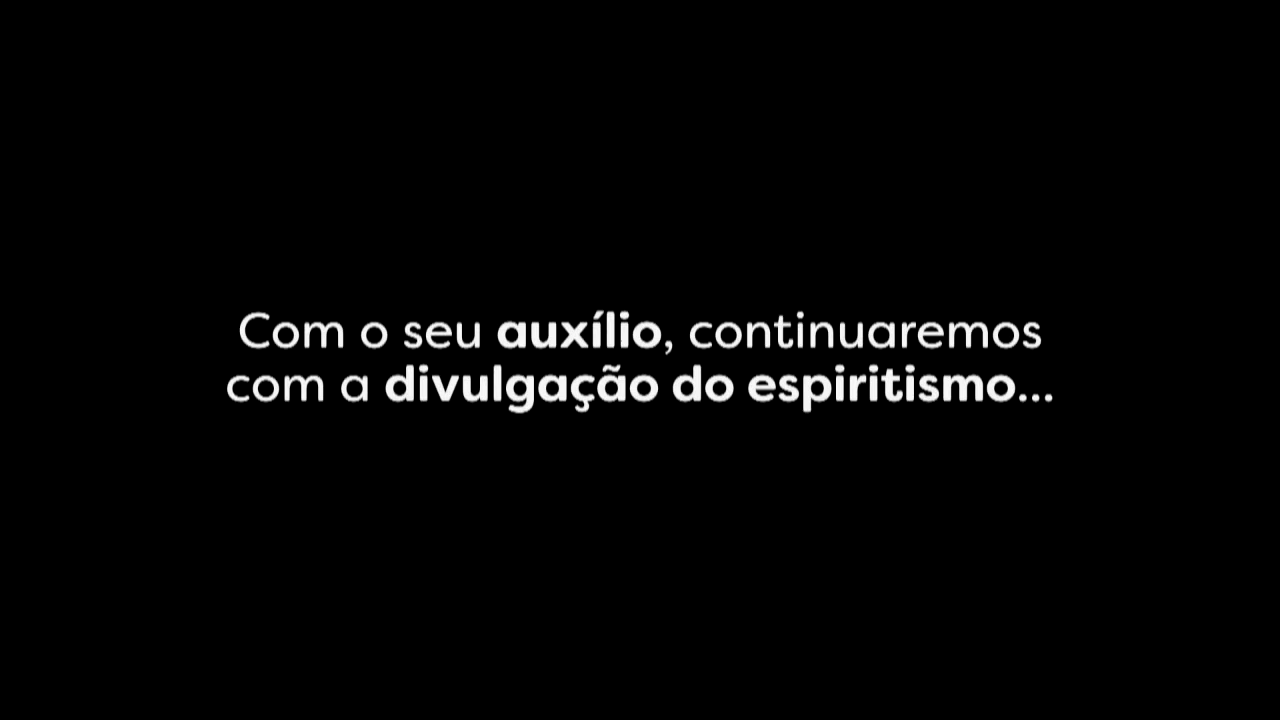 Com o seu auxílio, continuaremos
com a divulgação do espiritismo...